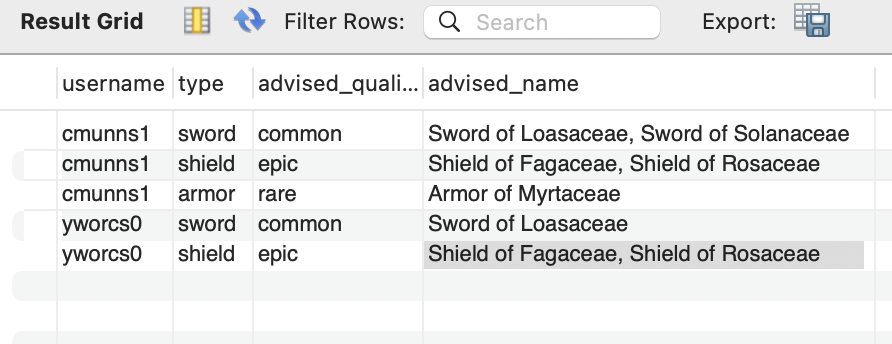 Result Grid Filter Rows: Search Export:
username type advised_quali... advised_name
cmunns1 sword common Sword of Loasaceae, Sword of Solanaceae
cmunns1 shield epic Shield of Fagaceae, Shield of Rosaceae
cmunns1 armor rare Armor of Myrtaceae
yworcs0 sword common Sword of Loasaceae
yworcs0 shield epic Shield of Fagaceae, Shield of Rosaceae